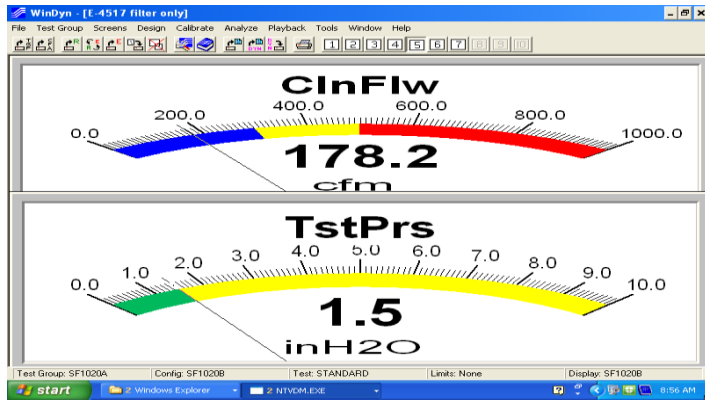 WinDyn - [E-4517 filter only]
File Test Group Screens Design Calibrate Analyze Playback Tools Window Help
1 2 3 4 5 6 7 8 9 10
ClnFlw
0.0 200.0 400.0 600.0 800.0 1000.0
178.2
cfm
TstPrs
0.0 1.0 2.0 3.0 4.0 5.0 6.0 7.0 8.0 9.0 10.0
1.5
inH2O
Test Group: SF1020A Config: SF1020B Test: STANDARD Limits: None Display: SF1020B
start 2 Windows Explorer 2 NTVDM.EXE 8:56 AM